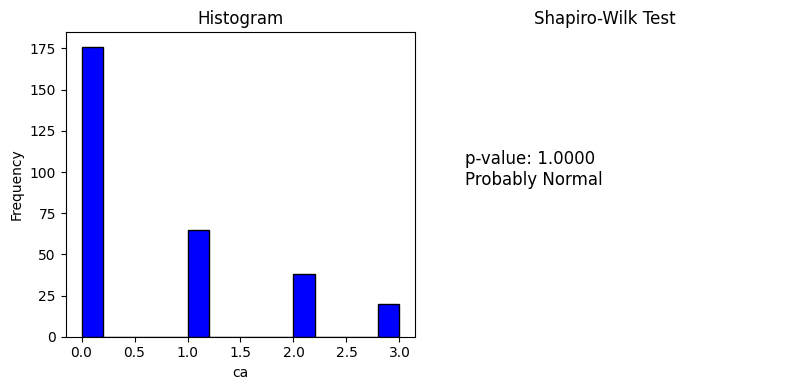 Histogram
Shapiro-Wilk Test
Frequency
175
150
125
100
75
50
25
0
0.0 0.5 1.0 1.5 2.0 2.5 3.0
ca
p-value: 1.0000
Probably Normal